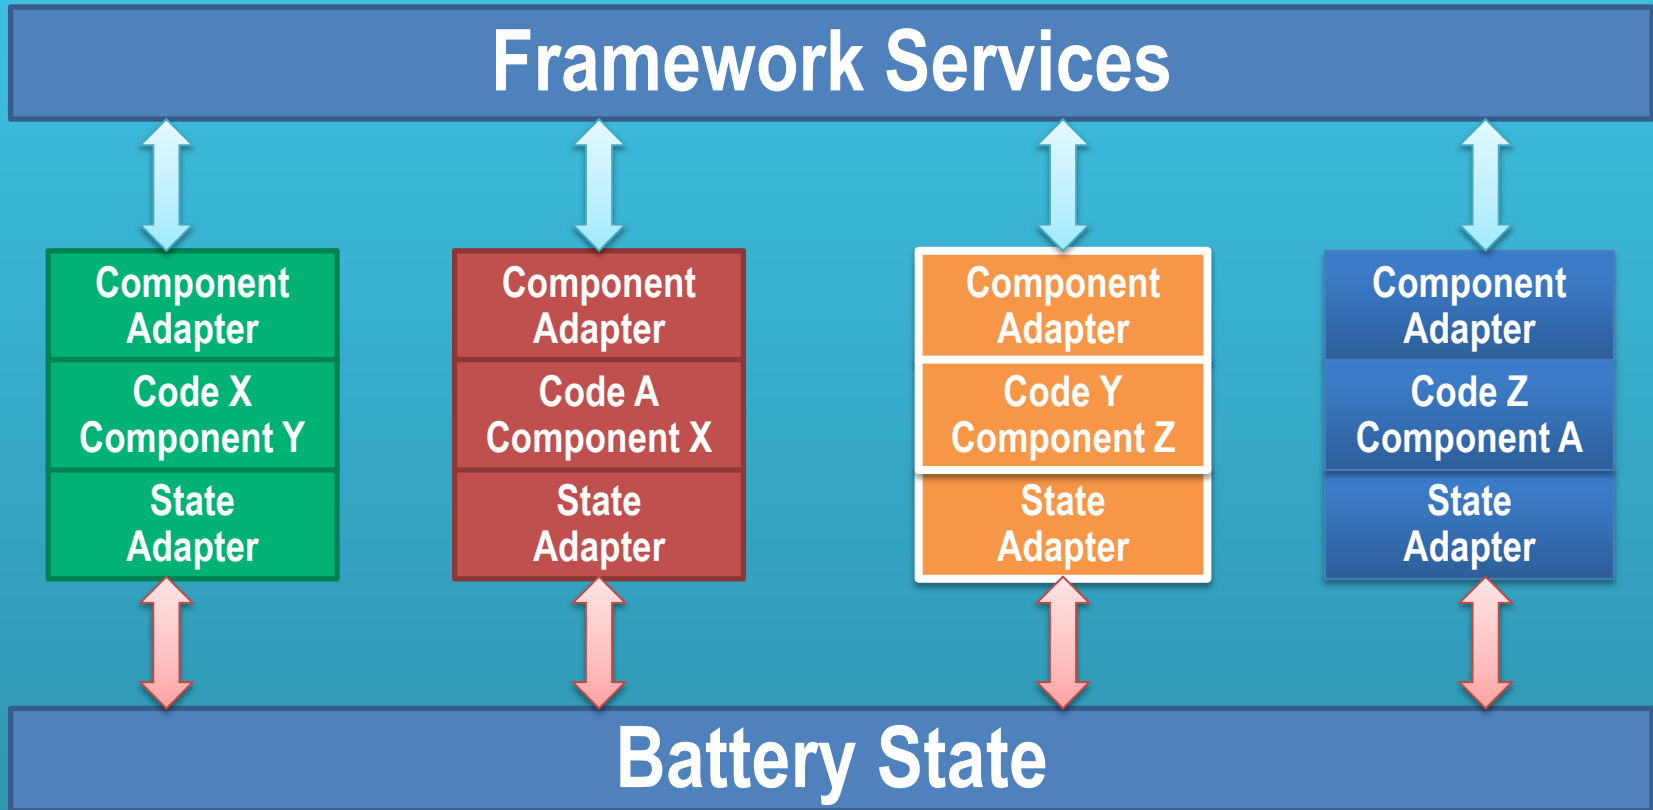 Framework Services
Component
Adapter
Code X
Component Y
State
Adapter
Component
Adapter
Code A
Component X
State
Adapter
Component
Adapter
Code Y
Component Z
State
Adapter
Component
Adapter
Code Z
Component A
State
Adapter
Battery State